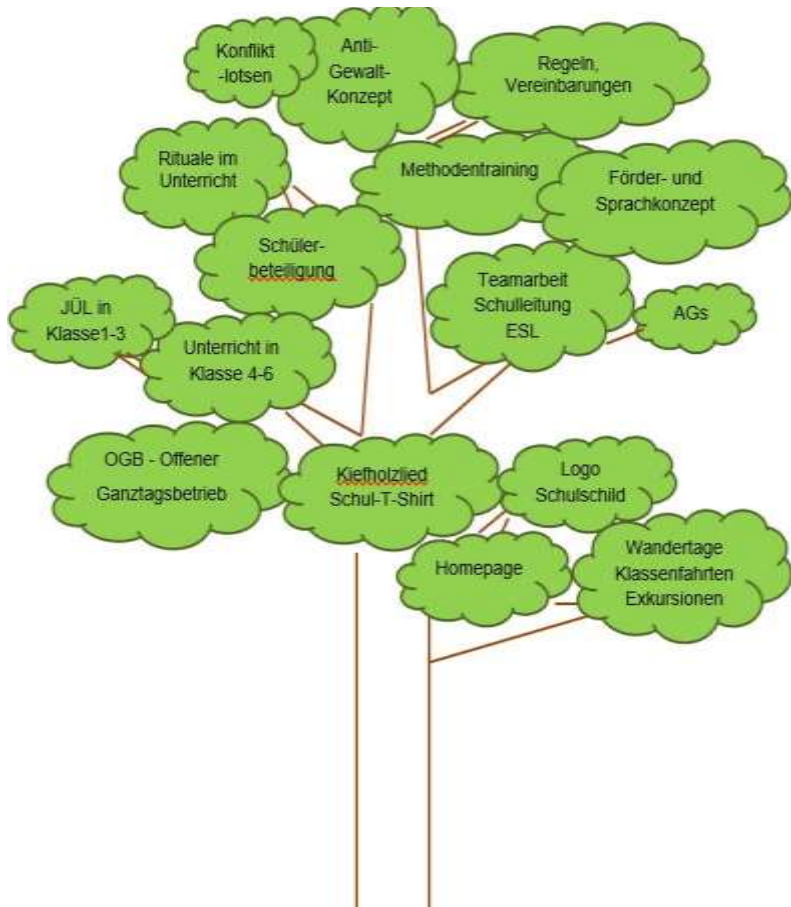 Konflikt
-lotsen
Anti-
Gewalt-
Konzept
Regeln,
Vereinbarungen
Rituale im
Unterricht
Methodentraining
Förder- und
Sprachkonzept
Schüler-
beteiligung
Teamarbeit
Schulleitung
ESL
AGs
JÜL in
Klasse1-3
Unterricht in
Klasse 4-6
OGB - Offener
Ganztagsbetrieb
Kiefholzlied
Schul-T-Shirt
Logo
Schulschild
Homepage
Wandertage
Klassenfahrten
Exkursionen